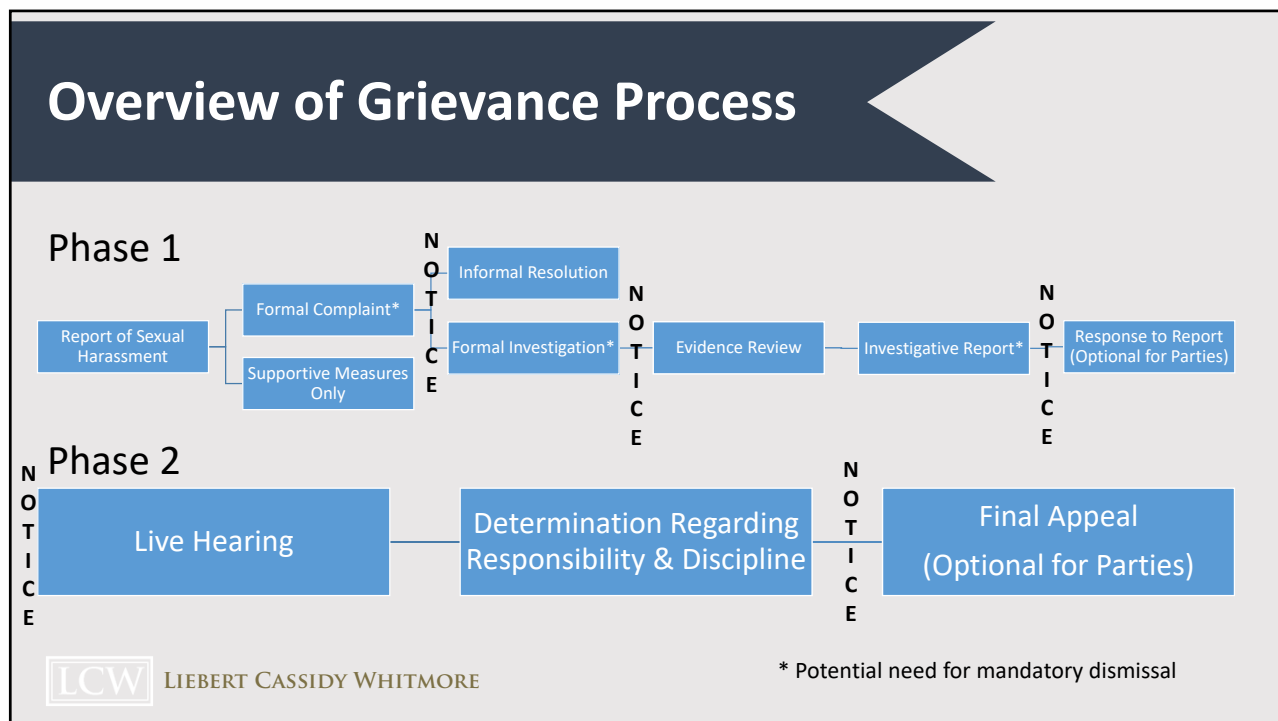 Overview of Grievance Process
Phase 1
Report of Sexual
Harassment
Formal Complaint*
Supportive Measures
Only
NOTICE
Informal Resolution
Formal Investigation*
NOTICE
Evidence Review
Investigative Report*
NOTICE
Response to Report
(Optional for Parties)
Phase 2
NOTICE
Live Hearing
Determination Regarding
Responsibility & Discipline
NOTICE
Final Appeal
(Optional for Parties)
LCW LIEBERT CASSIDY WHITMORE
* Potential need for mandatory dismissal